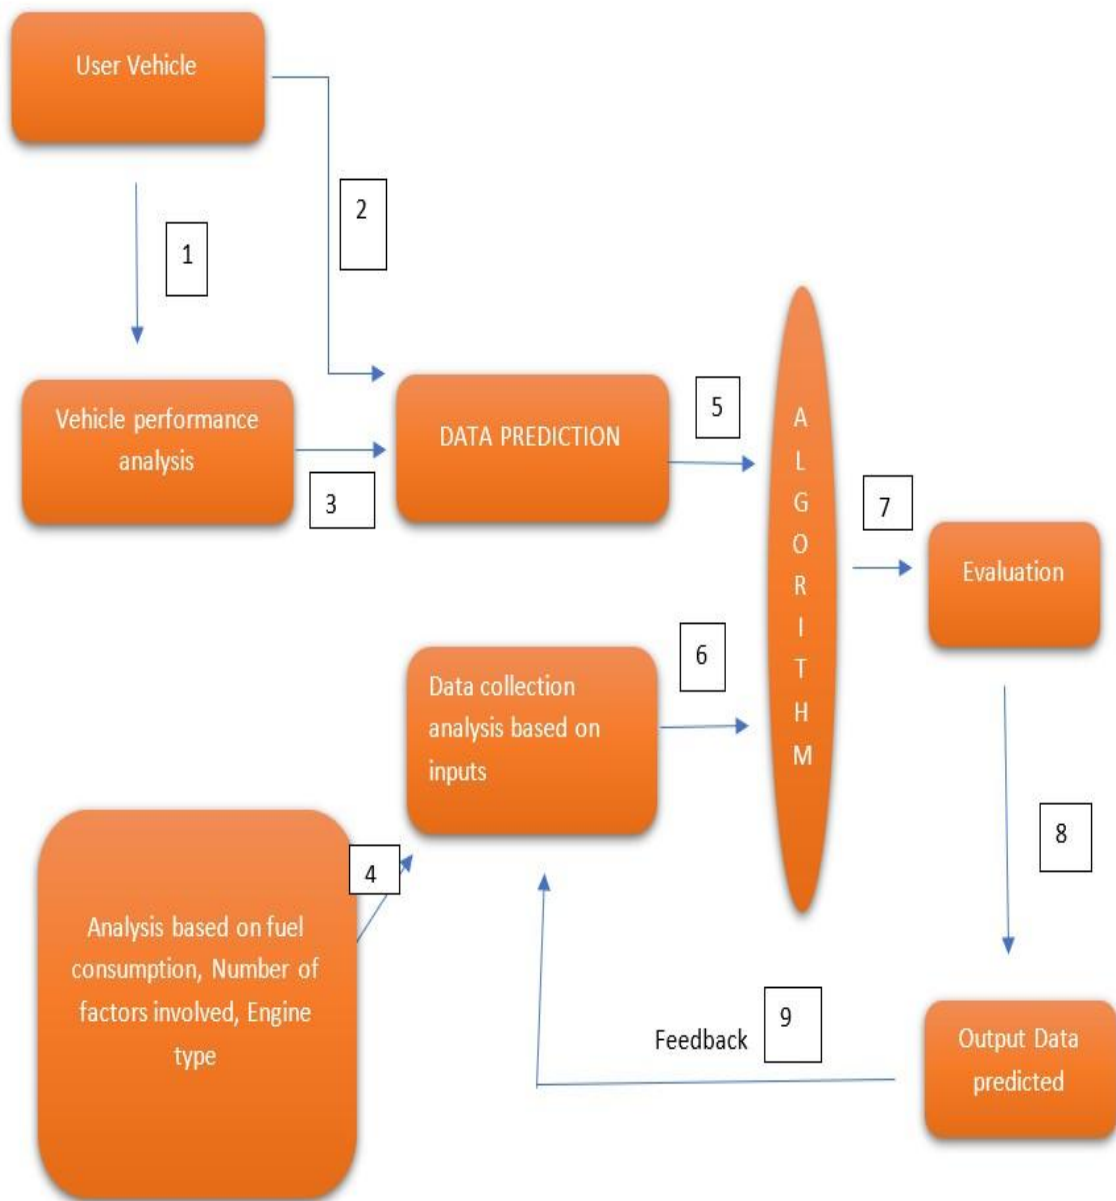 User Vehicle
2
1
Vehicle performance
analysis
3
DATA PREDICTION
5
A
L
G
O
R
I
T
H
M
7
Evaluation
Data collection
analysis based on
inputs
6
4
Analysis based on fuel
consumption, Number of
factors involved, Engine
type
8
Feedback
9
Output Data
predicted